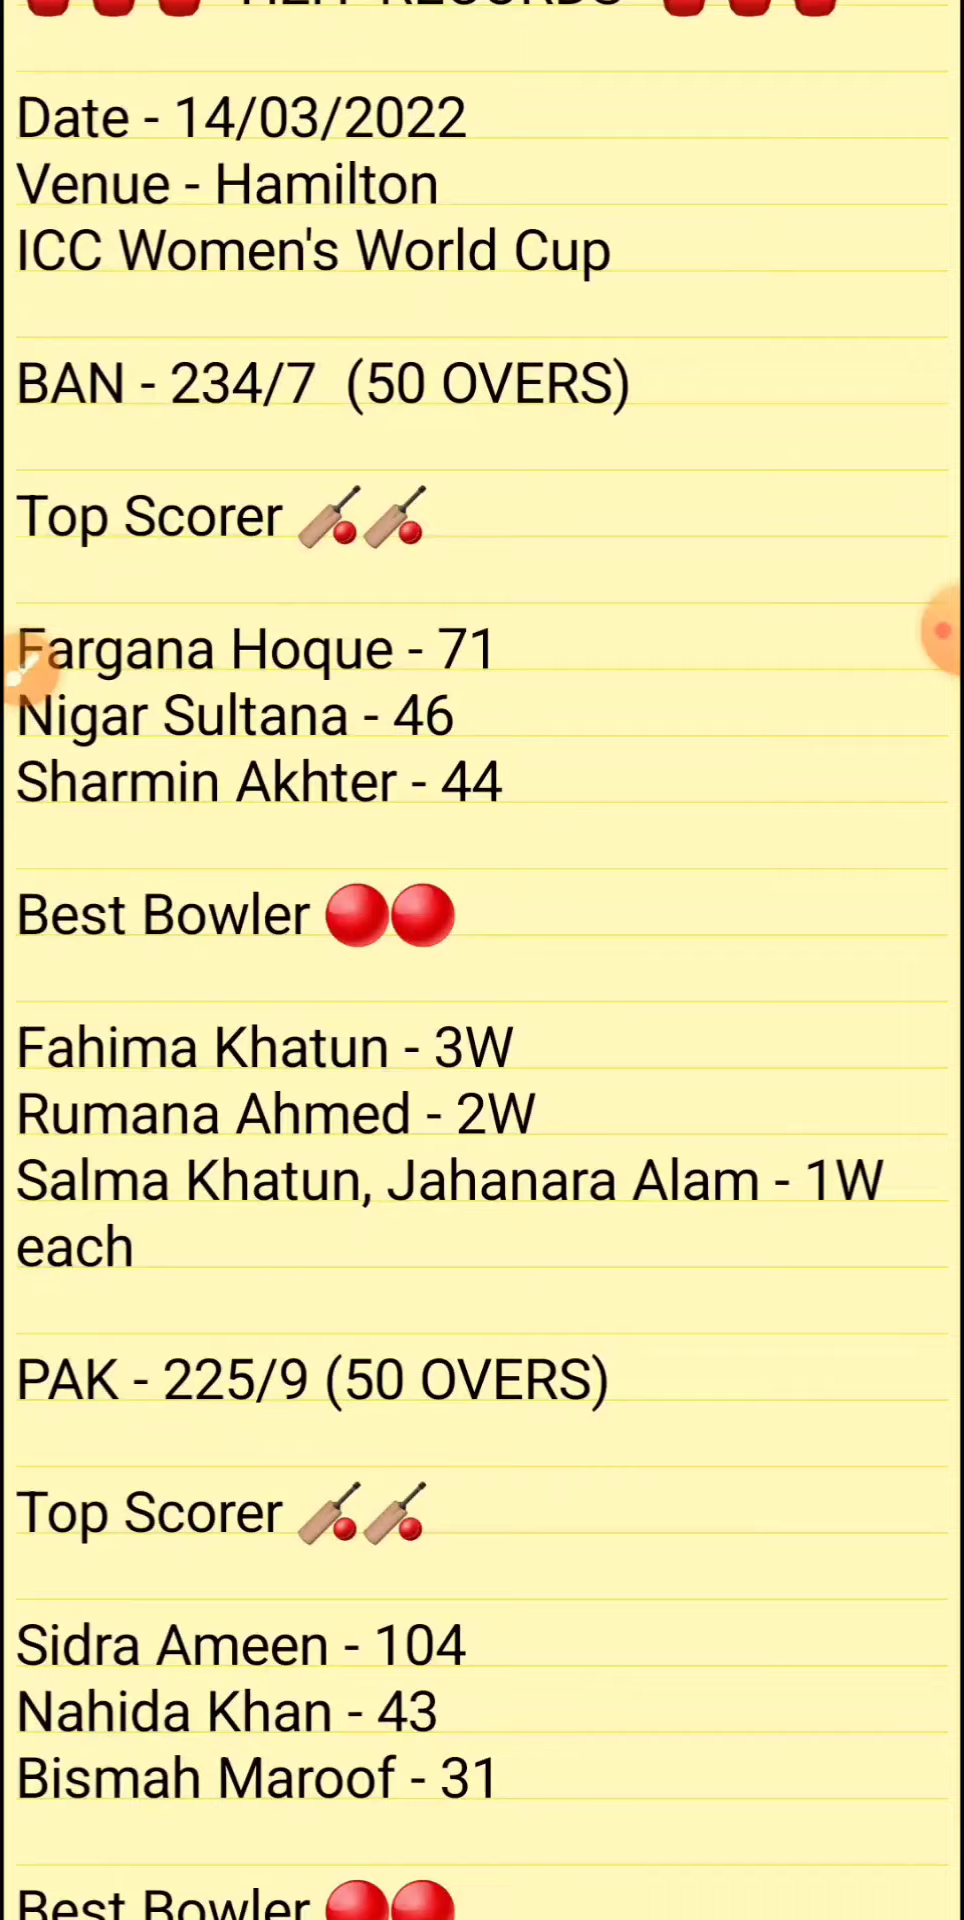 RECORDS
Date - 14/03/2022
Venue - Hamilton
ICC Women's World Cup
BAN - 234/7 (50 OVERS)
Top Scorer 🏏🏏
Fargana Hoque - 71
Nigar Sultana - 46
Sharmin Akhter - 44
Best Bowler 🔴🔴
Fahima Khatun - 3W
Rumana Ahmed - 2W
Salma Khatun, Jahanara Alam - 1W
each
PAK - 225/9 (50 OVERS)
Top Scorer 🏏🏏
Sidra Ameen - 104
Nahida Khan - 43
Bismah Maroof - 31
Best Bowler 🔴🔴